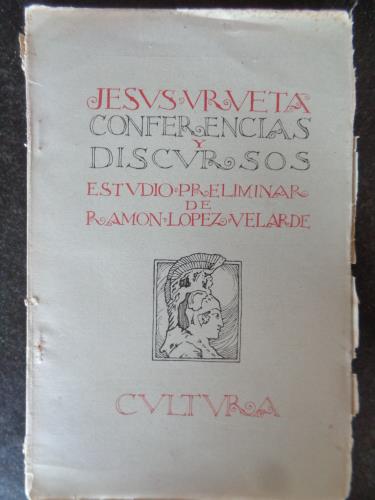 JESVS·VRVETA
CONFERENCIAS
Y
DISCVRSOS
ESTVDIO·PRELIMINAR
DE
RAMON·LOPEZ·VELARDE
CVLTVRA